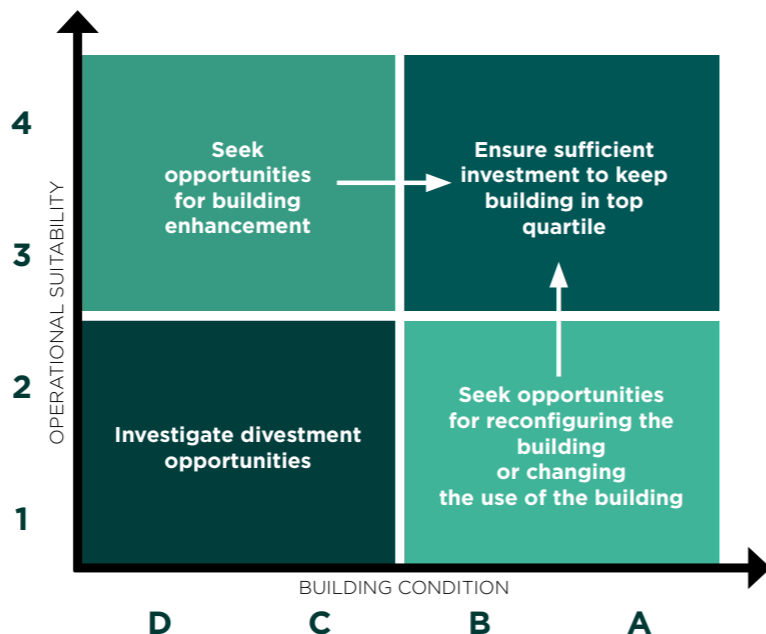 4
3
2
1
OPERATIONAL SUITABILITY
Seek
opportunities
for building
enhancement
Ensure sufficient
investment to keep
building in top
quartile
Investigate divestment
opportunities
Seek opportunities
for reconfiguring the
building
or changing
the use of the building
BUILDING CONDITION
D C B A